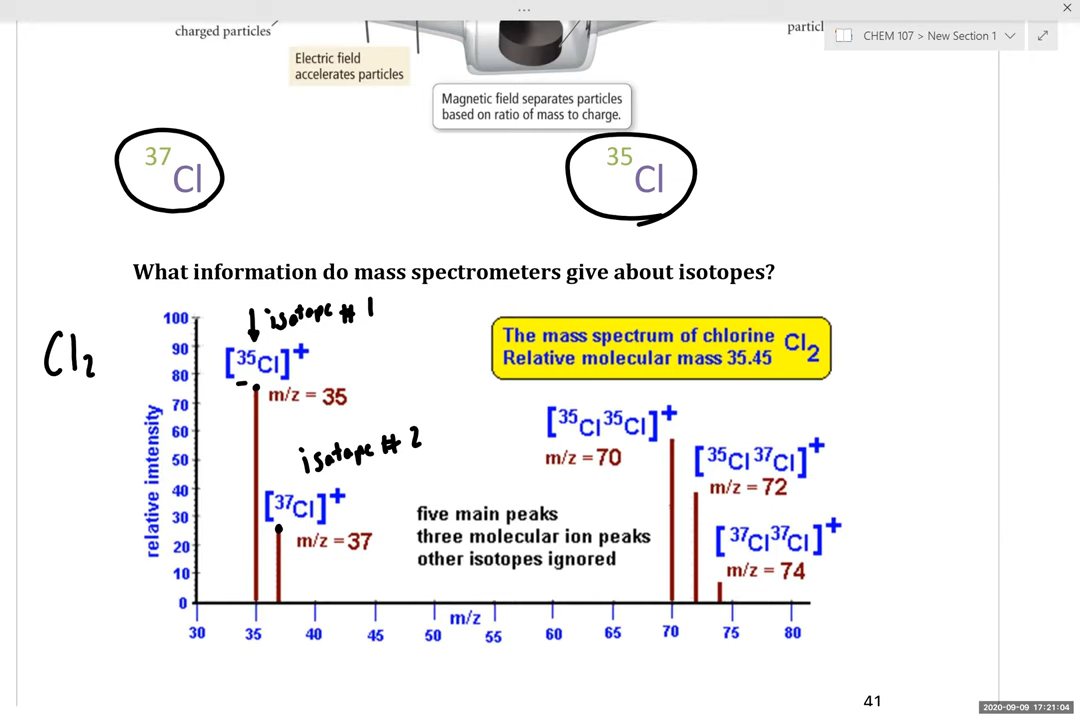 ...
charged particles
Electric field
accelerates particles
Magnetic field separates particles
based on ratio of mass to charge.
CHEM 107 > New Section 1
37
Cl
35
Cl
What information do mass spectrometers give about isotopes?
Cl2
isotope # 1
[35Cl]+
m/z = 35
isotope # 2
[37Cl]+
m/z = 37
The mass spectrum of chlorine Cl2
Relative molecular mass 35.45
[35Cl35Cl]+
m/z = 70
[35Cl37Cl]+
m/z = 72
[37Cl37Cl]+
m/z = 74
five main peaks
three molecular ion peaks
other isotopes ignored
relative imtensity
100
90
80
70
60
50
40
30
20
10
0
m/z
30 35 40 45 50 55 60 65 70 75 80
41
2020-09-09 17:21:04